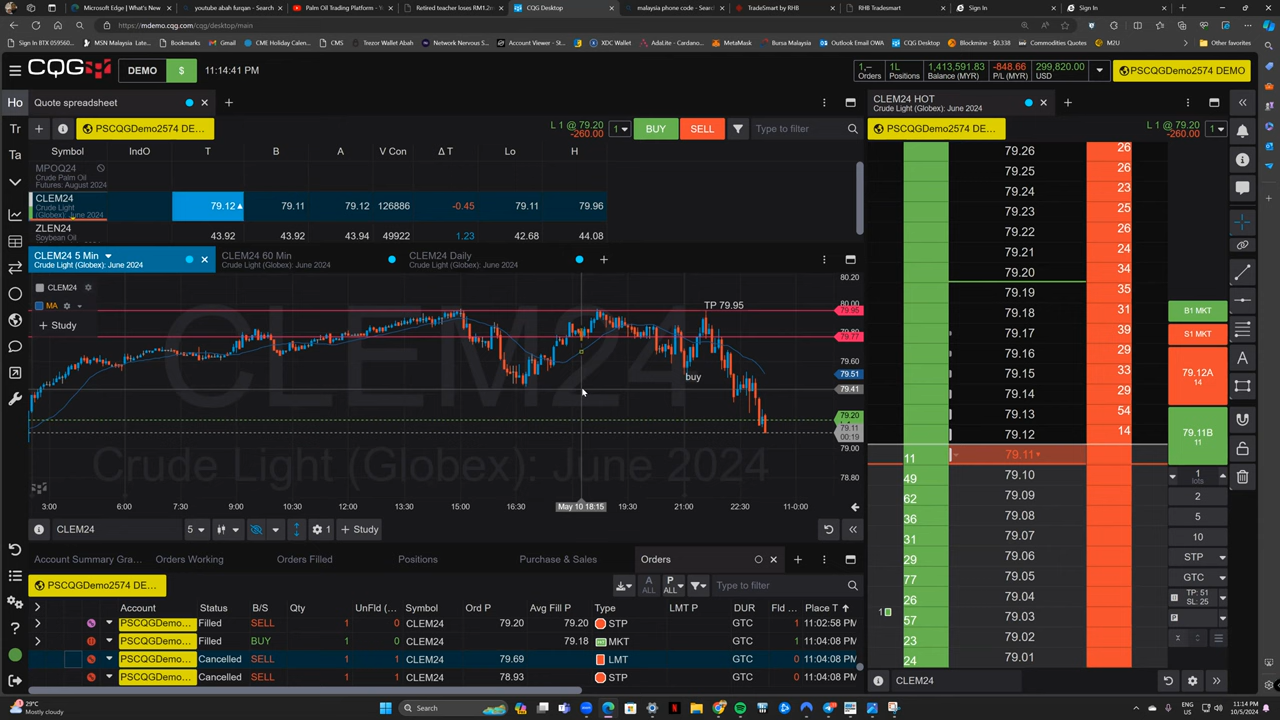 Microsoft Edge | What's New
youtube abah furqan - Searc
Palm Oil Trading Platform - Y
Retired teacher loses RM1.2m
CQG Desktop
malaysia phone code - Search
TradeSmart by RHB
RHB Tradesmart
Sign In
Sign In
https://mdemo.cqg.com/cqg/desktop/main
Sign in BTX 059560...
MSN Malaysia Latest...
Bookmarks
Gmail
CME Holiday Calen...
CMS
Trezor Wallet Abah
Network Nervous S...
Account Viewer - St...
XDC Wallet
AdaLite - Cardano...
MetaMask
Bursa Malaysia
Outlook Email OWA
CQG Desktop
Blockmine - $0.338
Commodities Quotes
M2U
Other favorites
CQG
DEMO
$
11:14:41 PM
1,--
Orders
1L
Positions
1,413,591.83
Balance (MYR)
-848.66
P/L (MYR)
299,820.00
USD
PSCQGDemo2574 DEMO
Ho
Quote spreadsheet
Tr
Ta
PSCQGDemo2574 DE...
L 1 @ 79.20
-260.00
1
BUY
SELL
Type to filter
Symbol IndO T B A V Con Δ T Lo H
MPOQ24
Crude Palm Oil
Futures: August 2024
CLEM24
Crude Light
(Globex): June 2024
79.12 79.11 79.12 126886 -0.45 79.11 79.96
ZLEN24
Soybean Oil
43.92 43.92 43.94 49922 1.23 42.68 44.08
CLEM24 5 Min
Crude Light (Globex): June 2024
CLEM24 60 Min
Crude Light (Globex): June 2024
CLEM24 Daily
Crude Light (Globex): June 2024
CLEM24
MA
Study
CLEM24
Crude Light (Globex): June 2024
TP 79.95
buy
80.20
80.00
79.95
79.80
79.77
79.60
79.51
79.41
79.20
79.11
00:19
79.00
78.80
3:00 6:00 7:30 9:00 10:30 12:00 13:30 15:00 16:30 May 10 18:15 19:30 21:00 22:30 11-0:00
CLEM24
5
1
Study
Account Summary Gra...
Orders Working
Orders Filled
Positions
Purchase & Sales
Orders
PSCQGDemo2574 DE...
A
ALL
P
ALL
Type to filter
Account Status B/S Qty UnFld (... Symbol Ord P Avg Fill P Type LMT P DUR Fld ... Place T
PSCQGDemo... Filled SELL 1 0 CLEM24 79.20 79.20 STP GTC 1 11:02:58 PM
PSCQGDemo... Filled BUY 1 0 CLEM24 79.18 MKT GTC 1 11:04:08 PM
PSCQGDemo... Cancelled SELL 1 1 CLEM24 79.69 LMT GTC 0 11:04:08 PM
PSCQGDemo... Cancelled SELL 1 1 CLEM24 78.93 STP GTC 0 11:04:08 PM
CLEM24 HOT
Crude Light (Globex): June 2024
PSCQGDemo2574 DE...
L 1 @ 79.20
-260.00
1
79.26 26
79.25 26
79.24 23
79.23 25
79.22 26
79.21 24
79.20 34
79.19 35
79.18 31
79.17 39
79.16 29
79.15 33
79.14 29
79.13 54
79.12 14
11 79.11
49 79.10
62 79.09
36 79.08
31 79.07
29 79.06
77 79.05
26 79.04
1 57 79.03
23 79.02
24 79.01
B1 MKT
S1 MKT
79.12A
14
79.11B
11
1
lots
2
5
10
STP
GTC
TP: 51
SL: 25
P
CLEM24
29°C
Mostly cloudy
Search
11:14 PM
10/5/2024